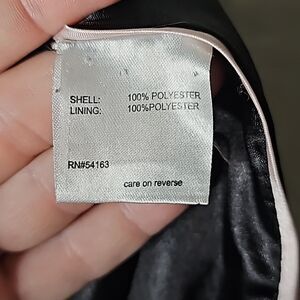 SHELL: 100% POLYESTER
LINING: 100%POLYESTER
RN#54163
care on reverse